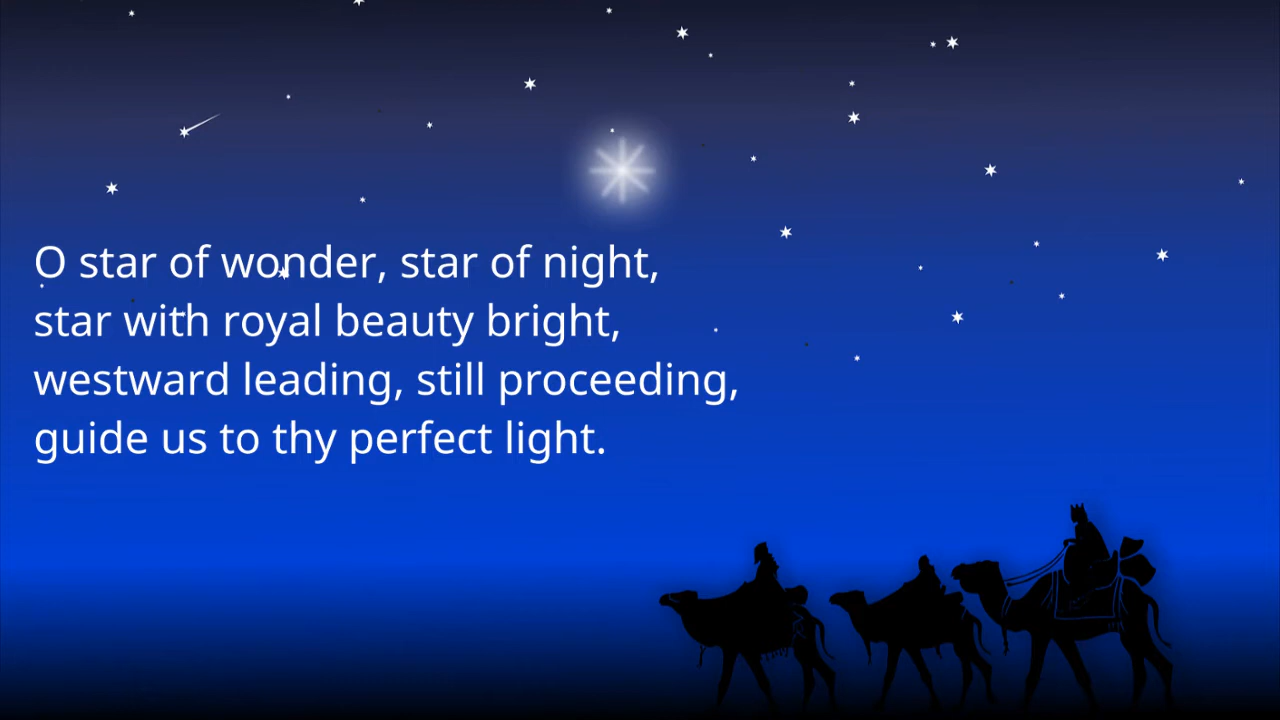 O star of wonder, star of night,
star with royal beauty bright,
westward leading, still proceeding,
guide us to thy perfect light.